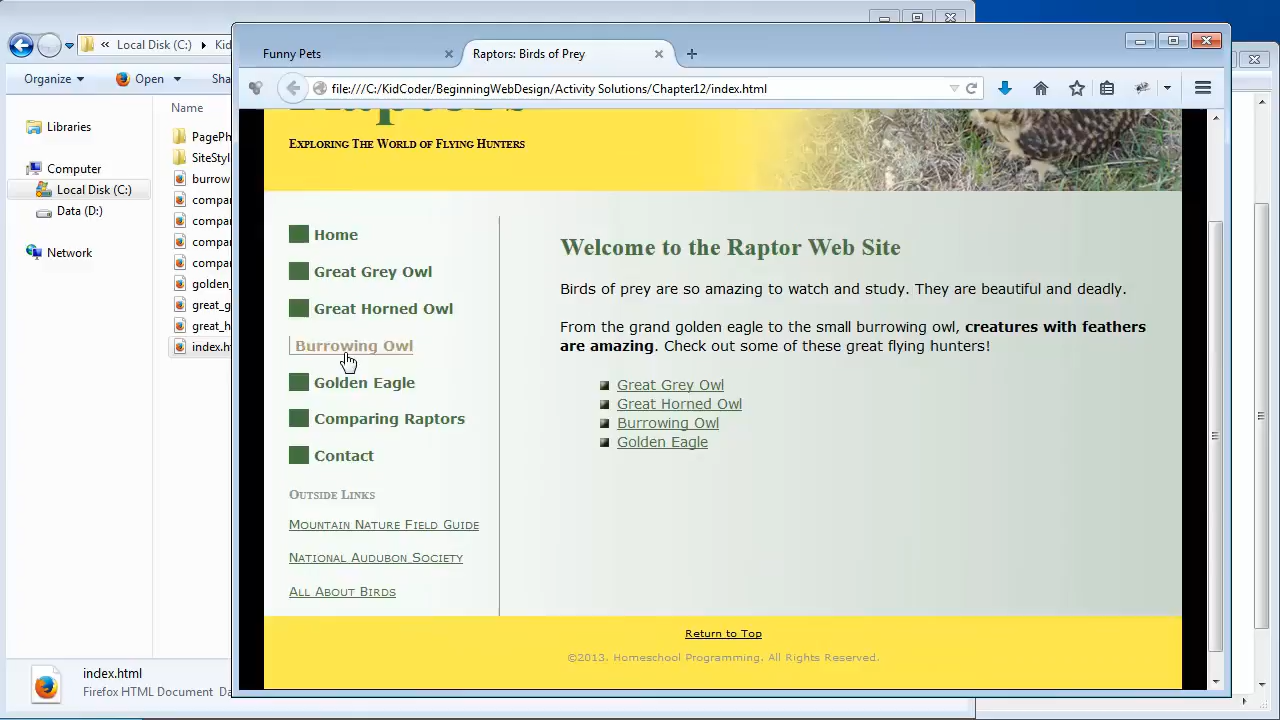 Funny Pets
Raptors: Birds of Prey
Local Disk (C:)
Kid
file:///C:/KidCoder/BeginningWebDesign/Activity Solutions/Chapter12/index.html
Organize
Open
Sha
Name
Libraries
Computer
Local Disk (C:)
Data (D:)
Network
PagePh
SiteStyl
burrow
compar
compar
compar
compar
golden_
great_g
great_h
index.ht
EXPLORING THE WORLD OF FLYING HUNTERS
Home
Great Grey Owl
Great Horned Owl
Burrowing Owl
Golden Eagle
Comparing Raptors
Contact
OUTSIDE LINKS
MOUNTAIN NATURE FIELD GUIDE
NATIONAL AUDUBON SOCIETY
ALL ABOUT BIRDS
Welcome to the Raptor Web Site
Birds of prey are so amazing to watch and study. They are beautiful and deadly.
From the grand golden eagle to the small burrowing owl, creatures with feathers
are amazing. Check out some of these great flying hunters!
Great Grey Owl
Great Horned Owl
Burrowing Owl
Golden Eagle
Return to Top
©2013. Homeschool Programming. All Rights Reserved.
index.html
Firefox HTML Document Da